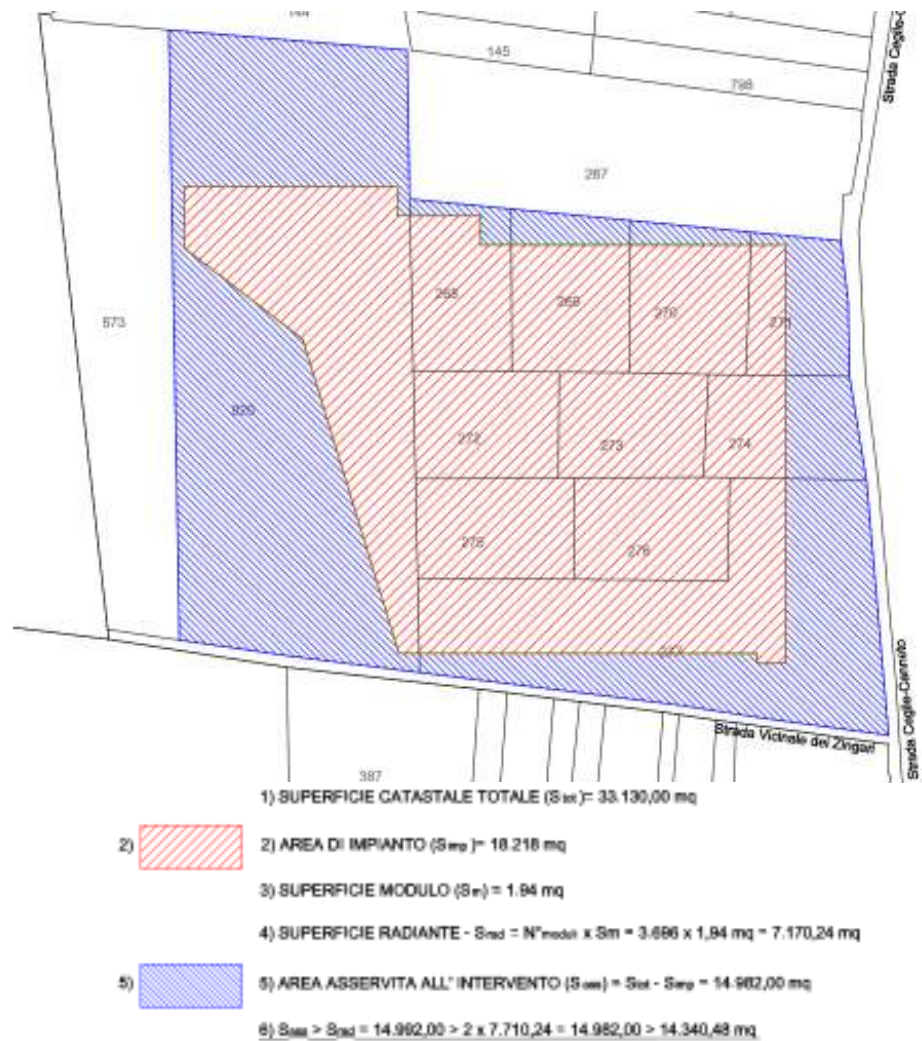 144
145
798
Strada Ceglie-C
267
268
269
270
271
573
820
272
273
274
275
276
Strada Vicinale dei Zingari
Strada Ceglie-Canneto
387
1) SUPERFICIE CATASTALE TOTALE (Stot)= 33.130,00 mq
2)
2) AREA DI IMPIANTO (Simp)= 18.218 mq
3) SUPERFICIE MODULO (Sm) = 1.94 mq
4) SUPERFICIE RADIANTE - Srad = N°moduli x Sm = 3.696 x 1,94 mq = 7.170,24 mq
5)
5) AREA ASSERVITA ALL' INTERVENTO (Sass) = Stot - Simp = 14.982,00 mq
6) Sass > Srad = 14.992,00 > 2 x 7.710,24 = 14.982,00 > 14.340,48 mq